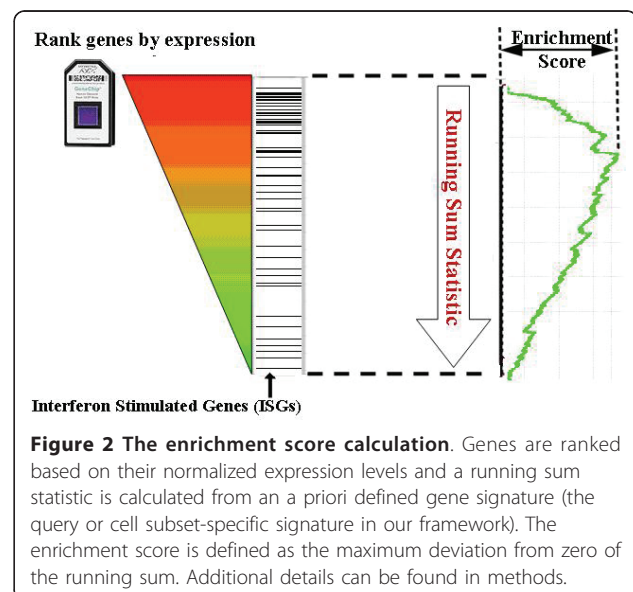 Rank genes by expression
Enrichment
Score
GeneChip
Running Sum Statistic
Interferon Stimulated Genes (ISGs)
Figure 2 The enrichment score calculation. Genes are ranked
based on their normalized expression levels and a running sum
statistic is calculated from an a priori defined gene signature (the
query or cell subset-specific signature in our framework). The
enrichment score is defined as the maximum deviation from zero of
the running sum. Additional details can be found in methods.